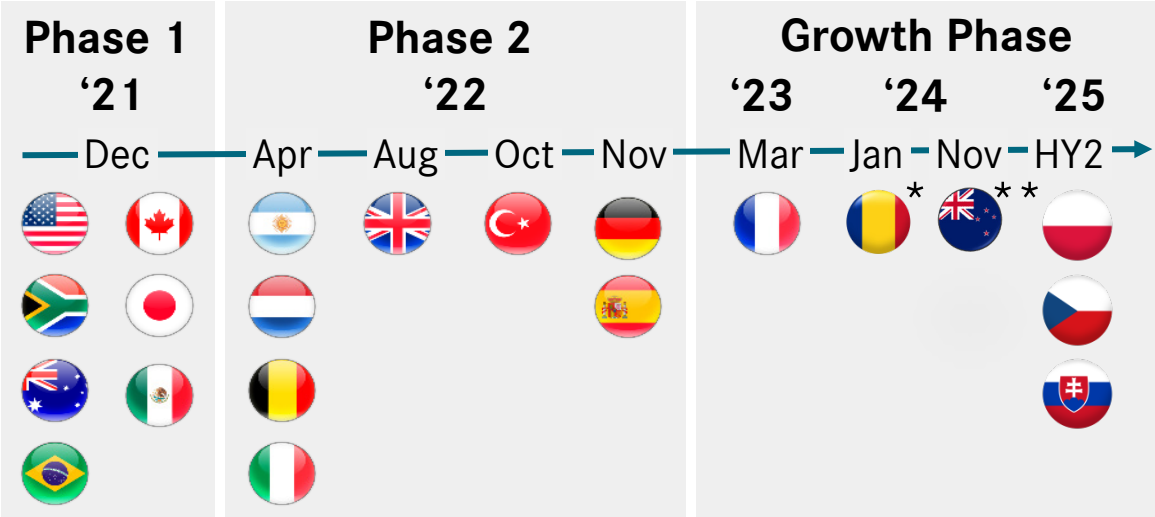 Phase 1
Phase 2
Growth Phase
‘21
‘22
‘23
‘24
‘25
Dec
Apr
Aug
Oct
Nov
Mar
Jan
Nov
HY2
*
**